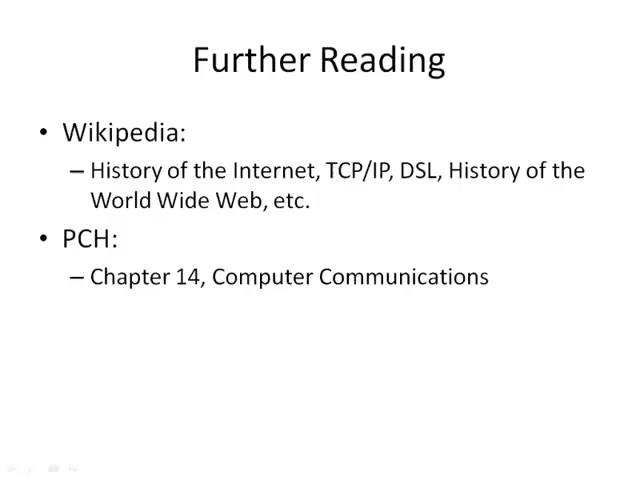 Further Reading
• Wikipedia:
– History of the Internet, TCP/IP, DSL, History of the
World Wide Web, etc.
• PCH:
– Chapter 14, Computer Communications